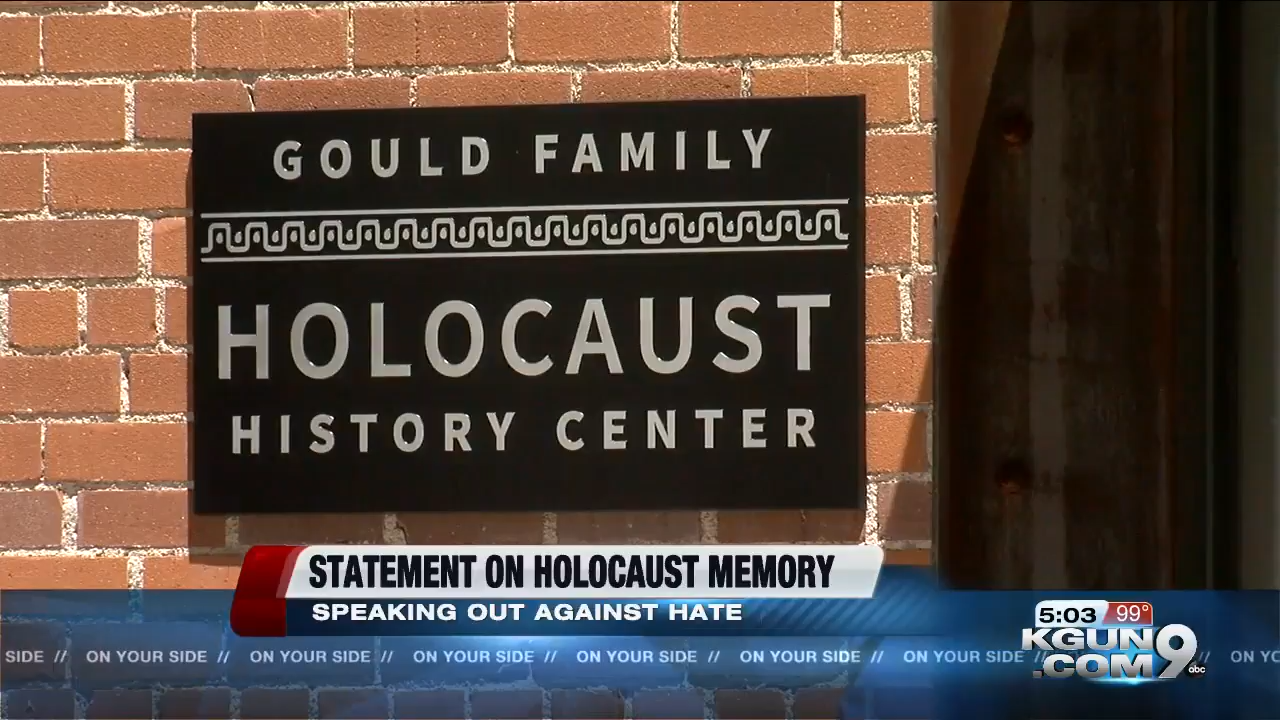 GOULD FAMILY
HOLOCAUST
HISTORY CENTER
STATEMENT ON HOLOCAUST MEMORY
SPEAKING OUT AGAINST HATE
5:03 99°
SIDE // ON YOUR SIDE // ON YOUR SIDE // ON YOUR SIDE // ON YOUR SIDE // ON YOUR SIDE // ON YOUR SIDE // ON YO
KGUN9
.COM abc